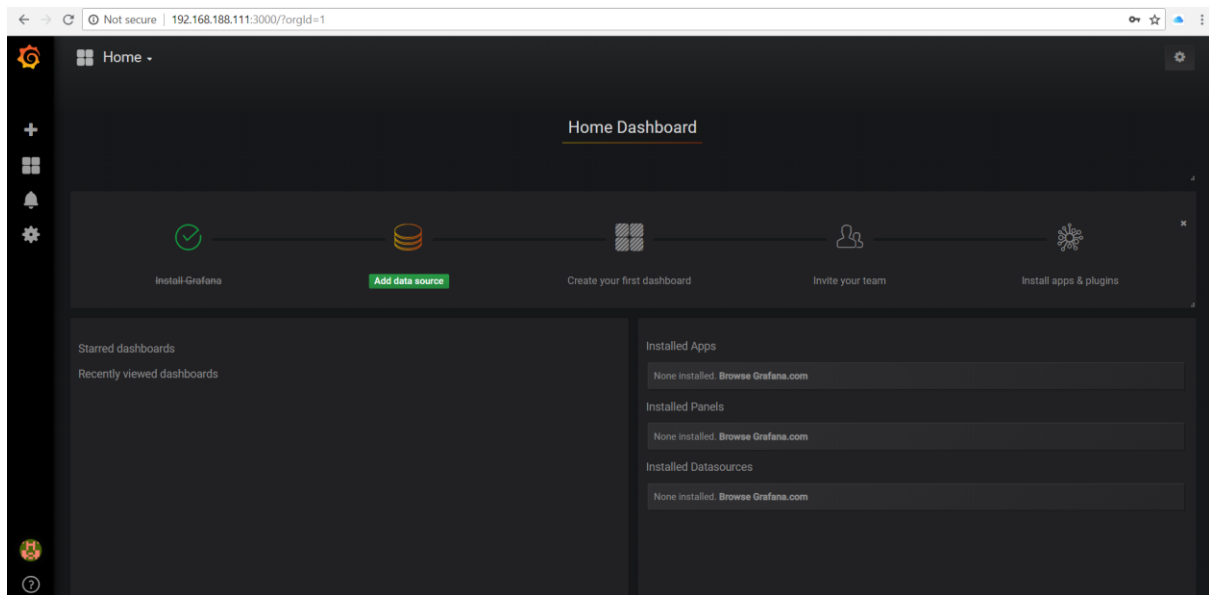 Not secure | 192.168.188.111:3000/?orgId=1
Home
Home Dashboard
Install Grafana
Add data source
Create your first dashboard
Invite your team
Install apps & plugins
Starred dashboards
Recently viewed dashboards
Installed Apps
None installed. Browse Grafana.com
Installed Panels
None installed. Browse Grafana.com
Installed Datasources
None installed. Browse Grafana.com